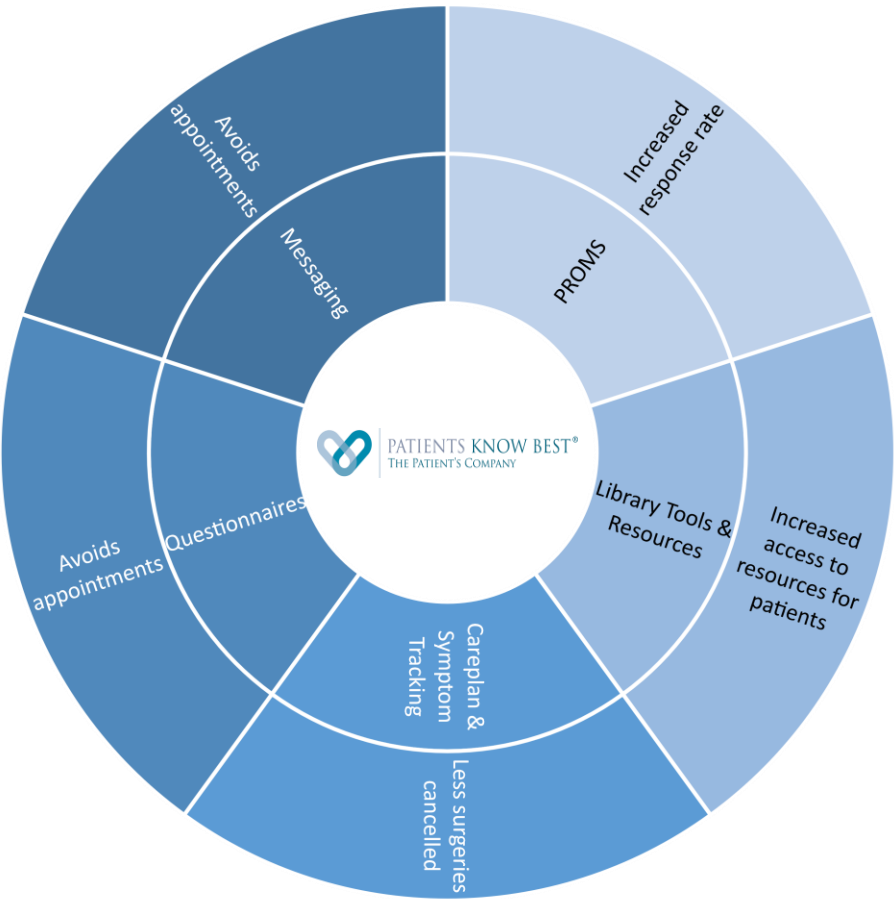 Increased
response rate
PROMS
Increased
access to
resources for
patients
Library Tools &
Resources
Careplan &
Symptom
Tracking
Less surgeries
cancelled
Questionnaires
Avoids
appointments
Messaging
Avoids
appointments
PATIENTS KNOW BEST®
THE PATIENT'S COMPANY